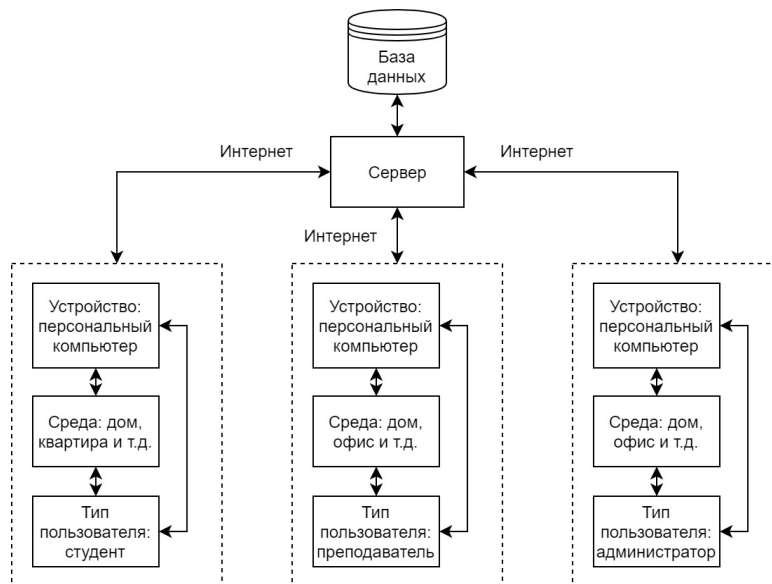 База
данных
Интернет
Сервер
Интернет
Интернет
Устройство:
персональный
компьютер
Среда: дом,
квартира и т.д.
Тип
пользователя:
студент
Устройство:
персональный
компьютер
Среда: дом,
офис и т.д.
Тип
пользователя:
преподаватель
Устройство:
персональный
компьютер
Среда: дом,
офис и т.д.
Тип
пользователя:
администратор